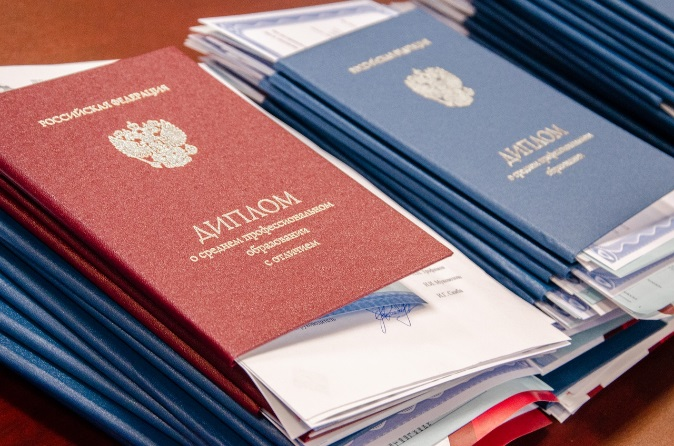 РОССИЙСКАЯ ФЕДЕРАЦИЯ
ДИПЛОМ
о среднем профессиональном
образовании
с отличием
РОССИЙСКАЯ ФЕДЕРАЦИЯ
ДИПЛОМ
о среднем профессиональном
образовании